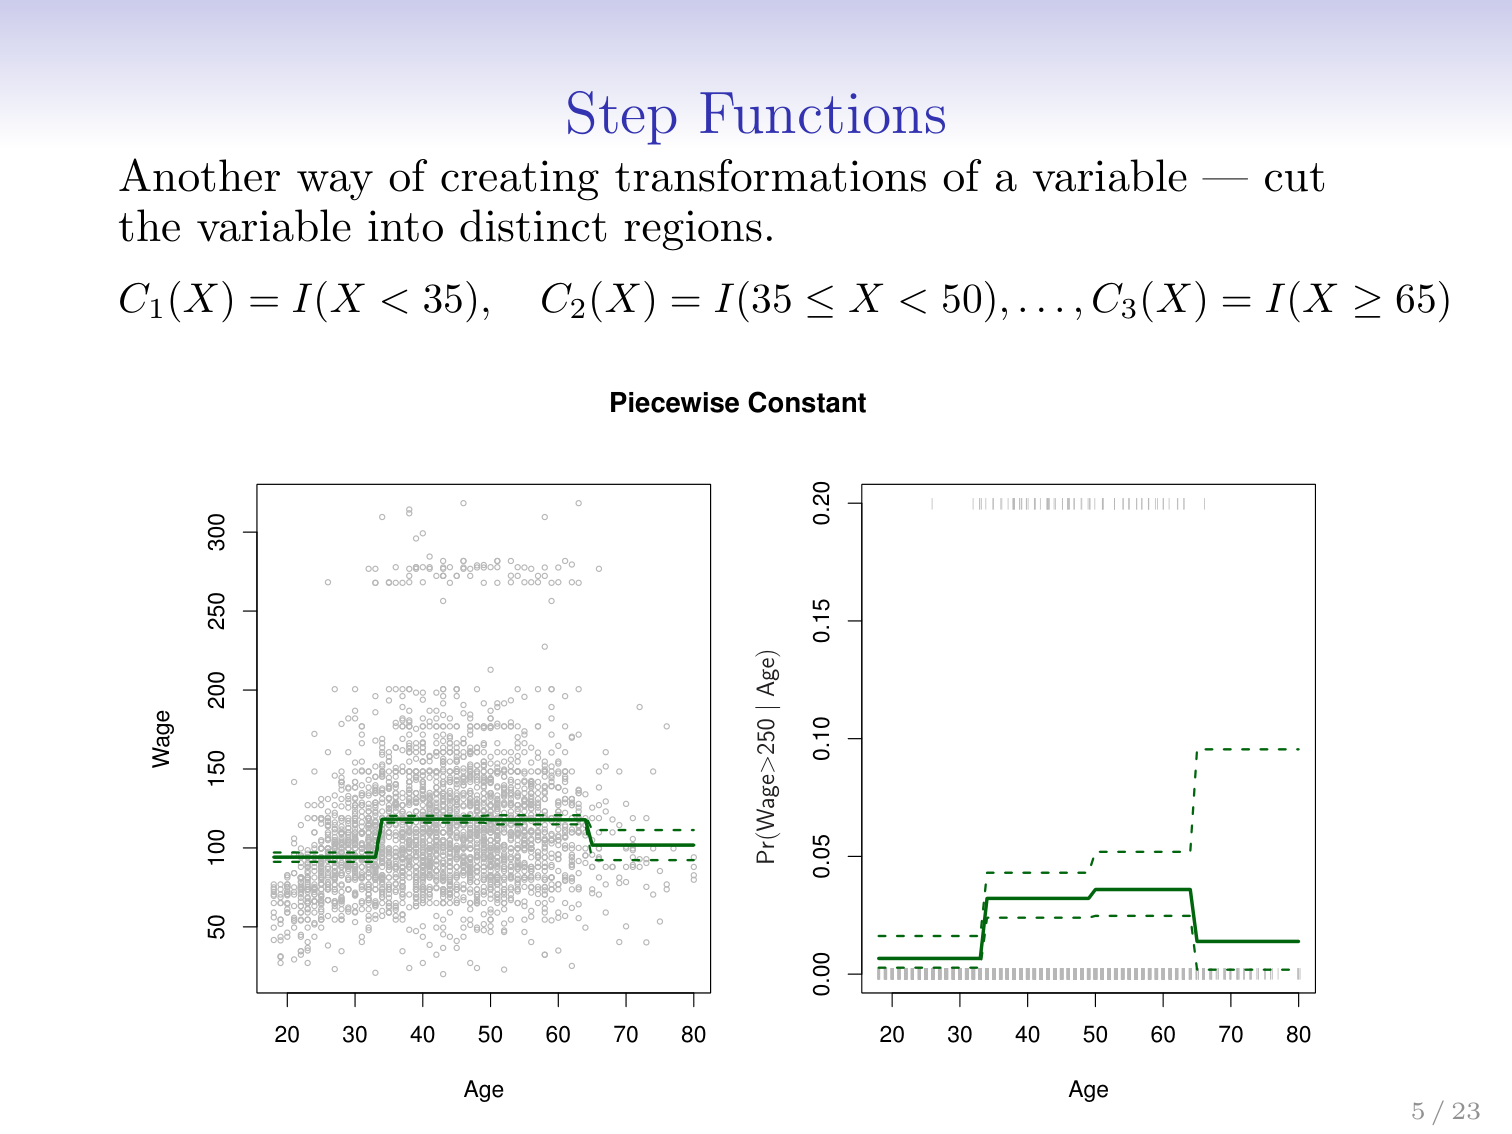 Step Functions
Another way of creating transformations of a variable — cut
the variable into distinct regions.
C₁(X) = I(X < 35), C₂(X) = I(35 ≤ X < 50), . . . , C₃(X) = I(X ≥ 65)
Piecewise Constant
Wage
50 100 150 200 250 300
20 30 40 50 60 70 80
Age
Pr(Wage>250 | Age)
0.00 0.05 0.10 0.15 0.20
20 30 40 50 60 70 80
Age
5 / 23